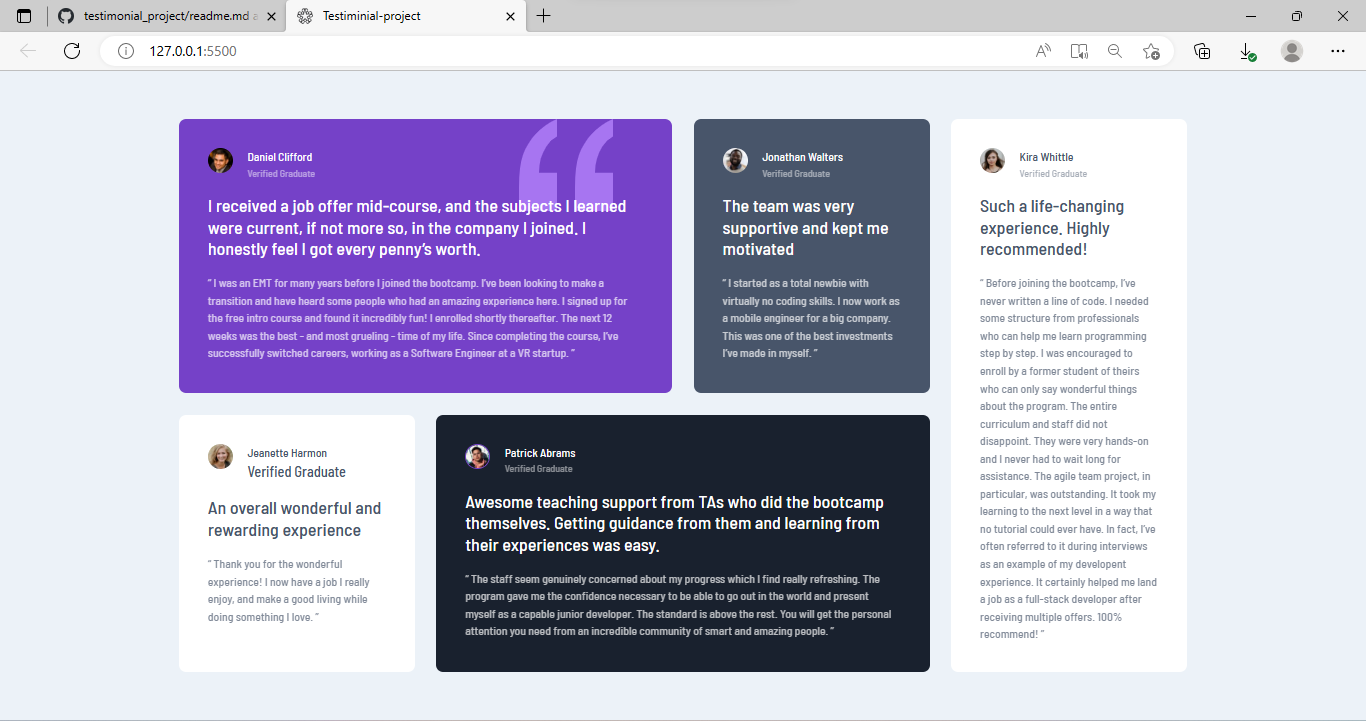 testimonial_project/readme.md a
Testiminial-project
127.0.0.1:5500
Daniel Clifford
Verified Graduate
I received a job offer mid-course, and the subjects I learned
were current, if not more so, in the company I joined. I
honestly feel I got every penny’s worth.
“ I was an EMT for many years before I joined the bootcamp. I’ve been looking to make a
transition and have heard some people who had an amazing experience here. I signed up for
the free intro course and found it incredibly fun! I enrolled shortly thereafter. The next 12
weeks was the best - and most grueling - time of my life. Since completing the course, I’ve
successfully switched careers, working as a Software Engineer at a VR startup. ”
Jonathan Walters
Verified Graduate
The team was very
supportive and kept me
motivated
“ I started as a total newbie with
virtually no coding skills. I now work as
a mobile engineer for a big company.
This was one of the best investments
I’ve made in myself. ”
Kira Whittle
Verified Graduate
Such a life-changing
experience. Highly
recommended!
“ Before joining the bootcamp, I’ve
never written a line of code. I needed
some structure from professionals
who can help me learn programming
step by step. I was encouraged to
enroll by a former student of theirs
who can only say wonderful things
about the program. The entire
curriculum and staff did not
disappoint. They were very hands-on
and I never had to wait long for
assistance. The agile team project, in
particular, was outstanding. It took my
learning to the next level in a way that
no tutorial could ever have. In fact, I’ve
often referred to it during interviews
as an example of my developent
experience. It certainly helped me land
a job as a full-stack developer after
receiving multiple offers. 100%
recommend! ”
Jeanette Harmon
Verified Graduate
An overall wonderful and
rewarding experience
“ Thank you for the wonderful
experience! I now have a job I really
enjoy, and make a good living while
doing something I love. ”
Patrick Abrams
Verified Graduate
Awesome teaching support from TAs who did the bootcamp
themselves. Getting guidance from them and learning from
their experiences was easy.
“ The staff seem genuinely concerned about my progress which I find really refreshing. The
program gave me the confidence necessary to be able to go out in the world and present
myself as a capable junior developer. The standard is above the rest. You will get the personal
attention you need from an incredible community of smart and amazing people. ”